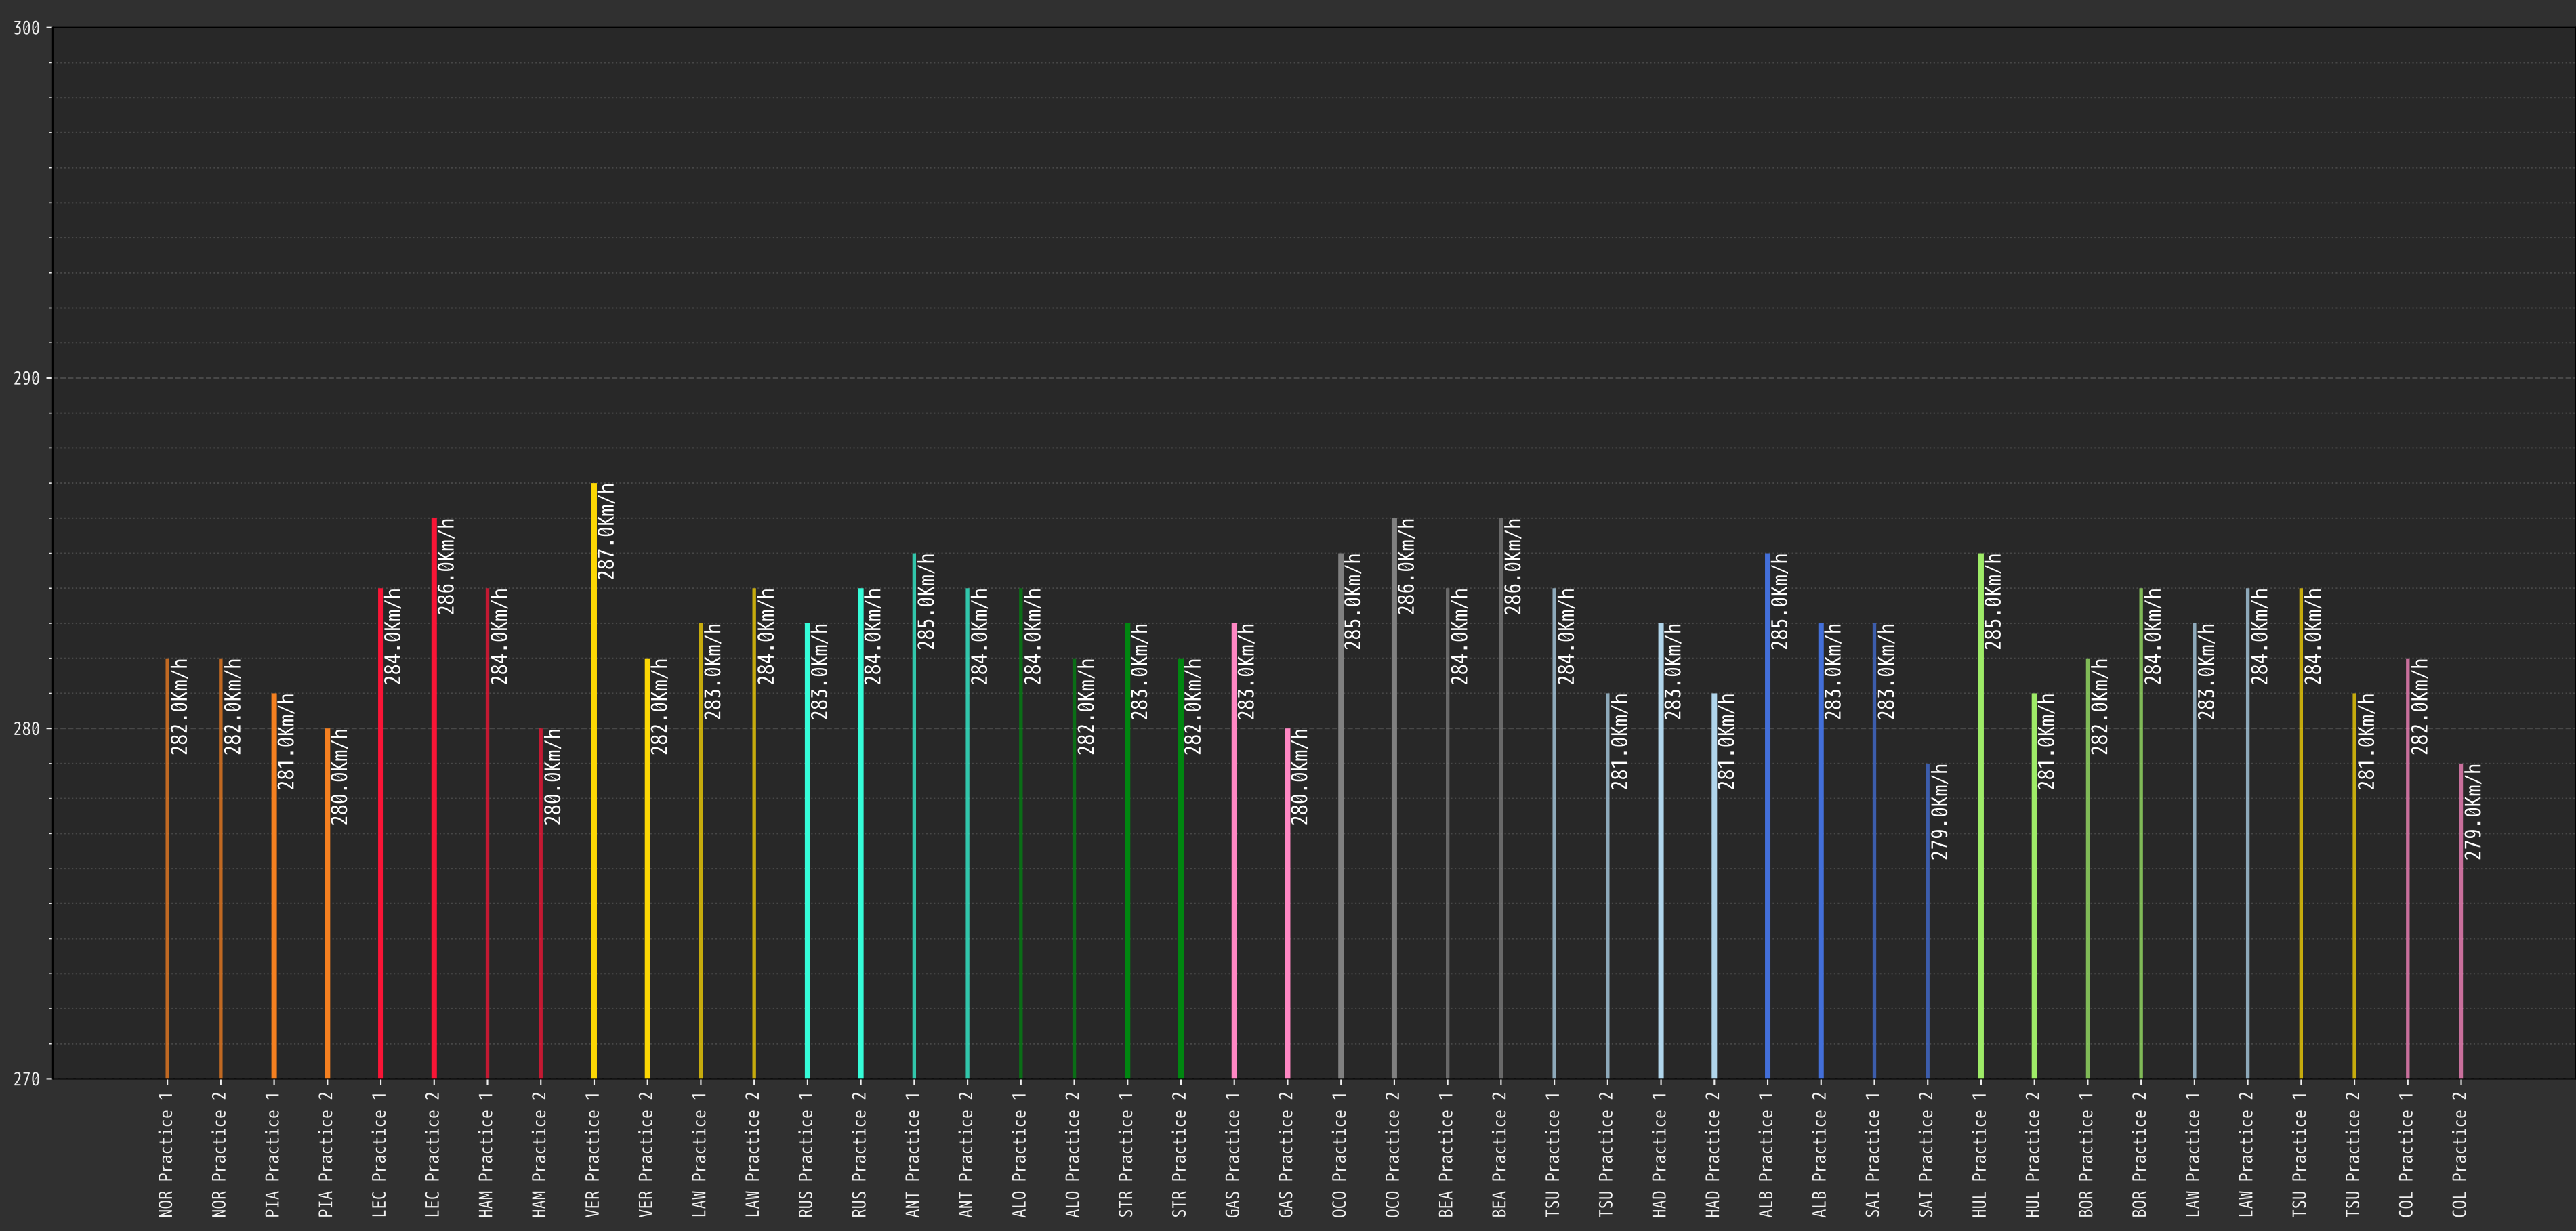 300
290
280
270
282.0Km/h
282.0Km/h
281.0Km/h
280.0Km/h
284.0Km/h
286.0Km/h
284.0Km/h
280.0Km/h
287.0Km/h
282.0Km/h
283.0Km/h
284.0Km/h
283.0Km/h
284.0Km/h
285.0Km/h
284.0Km/h
284.0Km/h
282.0Km/h
283.0Km/h
282.0Km/h
283.0Km/h
280.0Km/h
285.0Km/h
286.0Km/h
284.0Km/h
286.0Km/h
284.0Km/h
281.0Km/h
283.0Km/h
281.0Km/h
285.0Km/h
283.0Km/h
283.0Km/h
279.0Km/h
285.0Km/h
281.0Km/h
282.0Km/h
284.0Km/h
283.0Km/h
284.0Km/h
284.0Km/h
281.0Km/h
282.0Km/h
279.0Km/h
NOR Practice 1
NOR Practice 2
PIA Practice 1
PIA Practice 2
LEC Practice 1
LEC Practice 2
HAM Practice 1
HAM Practice 2
VER Practice 1
VER Practice 2
LAW Practice 1
LAW Practice 2
RUS Practice 1
RUS Practice 2
ANT Practice 1
ANT Practice 2
ALO Practice 1
ALO Practice 2
STR Practice 1
STR Practice 2
GAS Practice 1
GAS Practice 2
OCO Practice 1
OCO Practice 2
BEA Practice 1
BEA Practice 2
TSU Practice 1
TSU Practice 2
HAD Practice 1
HAD Practice 2
ALB Practice 1
ALB Practice 2
SAI Practice 1
SAI Practice 2
HUL Practice 1
HUL Practice 2
BOR Practice 1
BOR Practice 2
LAW Practice 1
LAW Practice 2
TSU Practice 1
TSU Practice 2
COL Practice 1
COL Practice 2